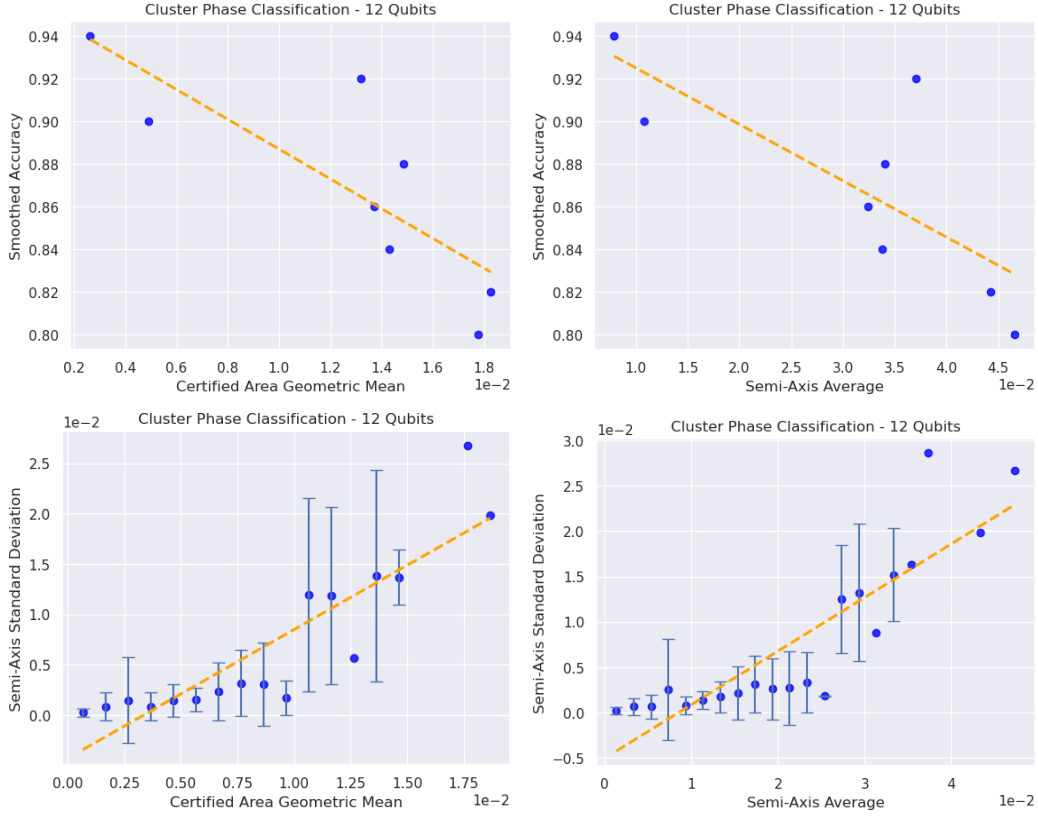 Cluster Phase Classification - 12 Qubits
Smoothed Accuracy
0.94
0.92
0.90
0.88
0.86
0.84
0.82
0.80
0.2 0.4 0.6 0.8 1.0 1.2 1.4 1.6 1.8
1e−2
Certified Area Geometric Mean
Cluster Phase Classification - 12 Qubits
Smoothed Accuracy
0.94
0.92
0.90
0.88
0.86
0.84
0.82
0.80
1.0 1.5 2.0 2.5 3.0 3.5 4.0 4.5
1e−2
Semi-Axis Average
1e−2
Cluster Phase Classification - 12 Qubits
Semi-Axis Standard Deviation
2.5
2.0
1.5
1.0
0.5
0.0
0.00 0.25 0.50 0.75 1.00 1.25 1.50 1.75
1e−2
Certified Area Geometric Mean
1e−2
Cluster Phase Classification - 12 Qubits
Semi-Axis Standard Deviation
3.0
2.5
2.0
1.5
1.0
0.5
0.0
−0.5
0 1 2 3 4
1e−2
Semi-Axis Average